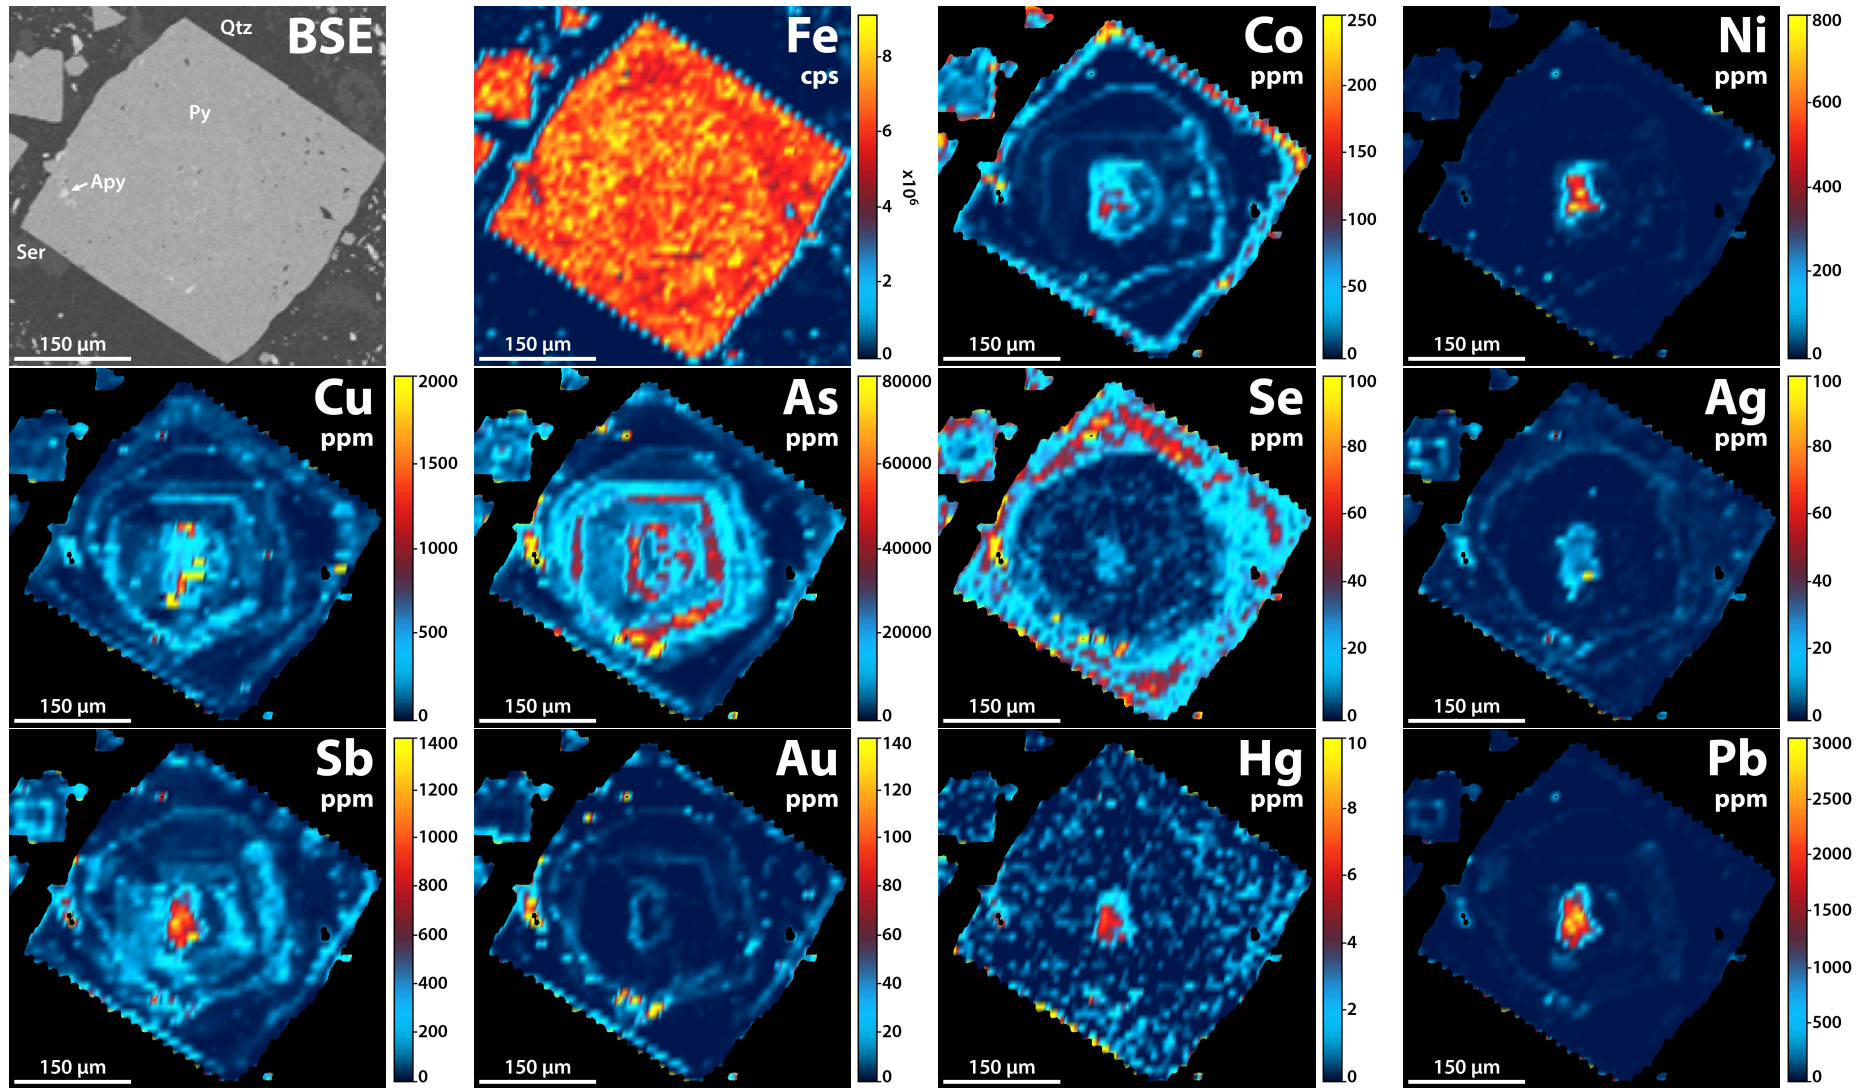 Qtz
BSE
Py
Apy
Ser
150 µm
Fe
cps
8
6
4
2
0
x10⁶
150 µm
Co
ppm
250
200
150
100
50
0
150 µm
Ni
ppm
800
600
400
200
0
150 µm
Cu
ppm
2000
1500
1000
500
0
150 µm
As
ppm
80000
60000
40000
20000
0
150 µm
Se
ppm
100
80
60
40
20
0
150 µm
Ag
ppm
100
80
60
40
20
0
150 µm
Sb
ppm
1400
1200
1000
800
600
400
200
0
150 µm
Au
ppm
140
120
100
80
60
40
20
0
150 µm
Hg
ppm
10
8
6
4
2
0
150 µm
Pb
ppm
3000
2500
2000
1500
1000
500
0
150 µm